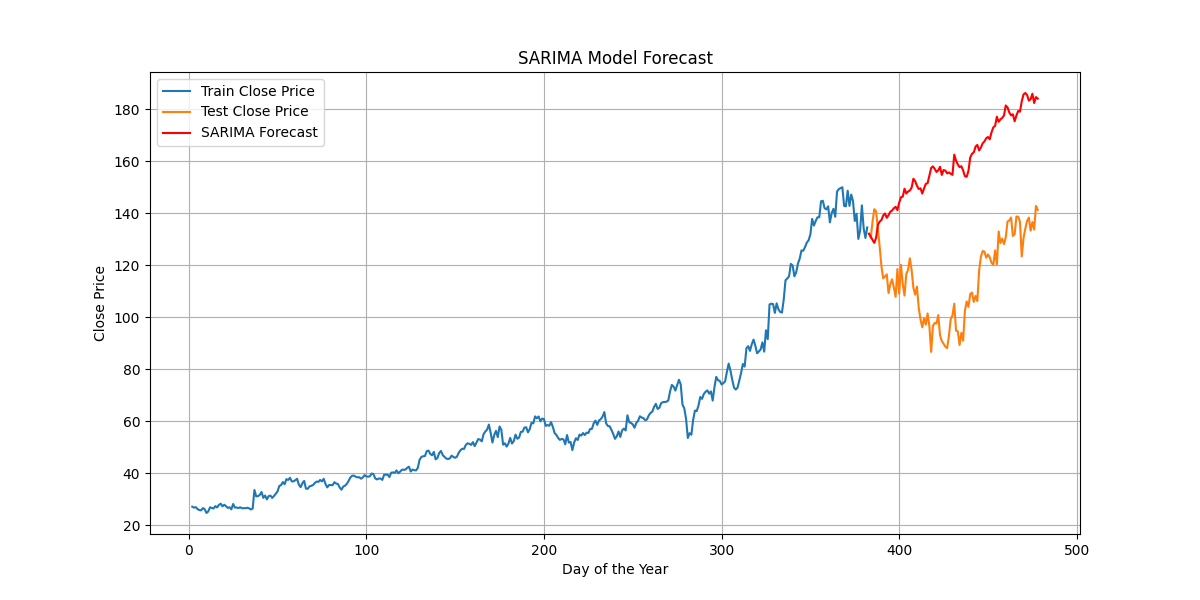 SARIMA Model Forecast
Train Close Price
Test Close Price
SARIMA Forecast
Close Price
180
160
140
120
100
80
60
40
20
0 100 200 300 400 500
Day of the Year